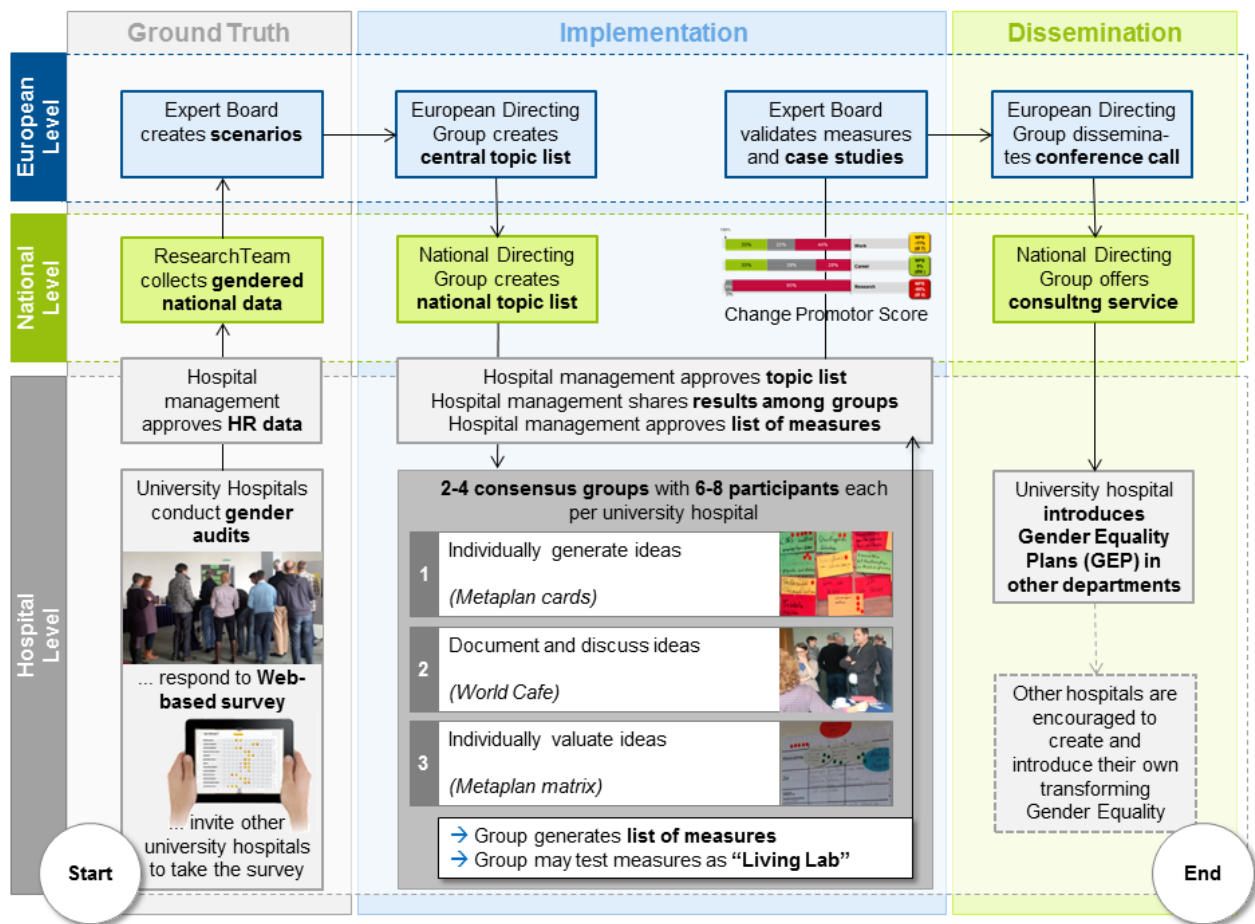 Ground Truth
Implementation
Dissemination
European
Level
Expert Board
creates scenarios
European Directing
Group creates
central topic list
Expert Board
validates measures
and case studies
European Directing
Group dissemina-
tes conference call
National
Level
ResearchTeam
collects gendered
national data
National Directing
Group creates
national topic list
Work
Career
Research
Change Promotor Score
National Directing
Group offers
consultng service
Hospital
Level
Hospital
management
approves HR data
Hospital management approves topic list
Hospital management shares results among groups
Hospital management approves list of measures
University Hospitals
conduct gender
audits
... respond to Web-
based survey
... invite other
university hospitals
to take the survey
2-4 consensus groups with 6-8 participants each
per university hospital
1
Individually generate ideas
(Metaplan cards)
2
Document and discuss ideas
(World Cafe)
3
Individually valuate ideas
(Metaplan matrix)
→ Group generates list of measures
→ Group may test measures as “Living Lab”
University hospital
introduces
Gender Equality
Plans (GEP) in
other departments
Other hospitals are
encouraged to
create and
introduce their own
transforming
Gender Equality
Start
End